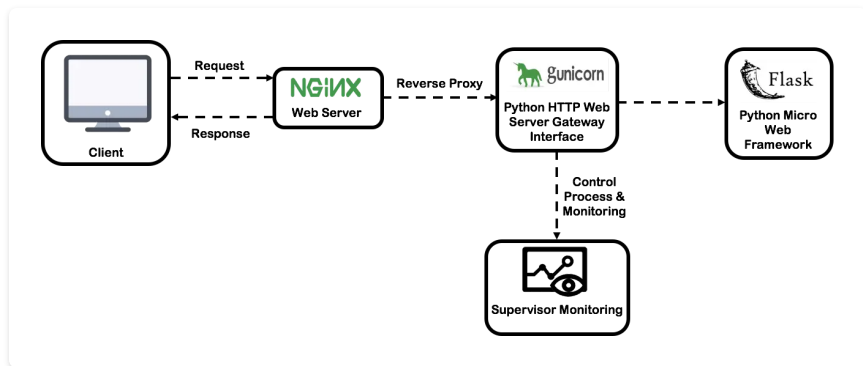 Request
Response
Client
NGINX
Web Server
Reverse Proxy
gunicorn
Python HTTP Web
Server Gateway
Interface
Flask
Python Micro
Web
Framework
Control
Process &
Monitoring
Supervisor Monitoring